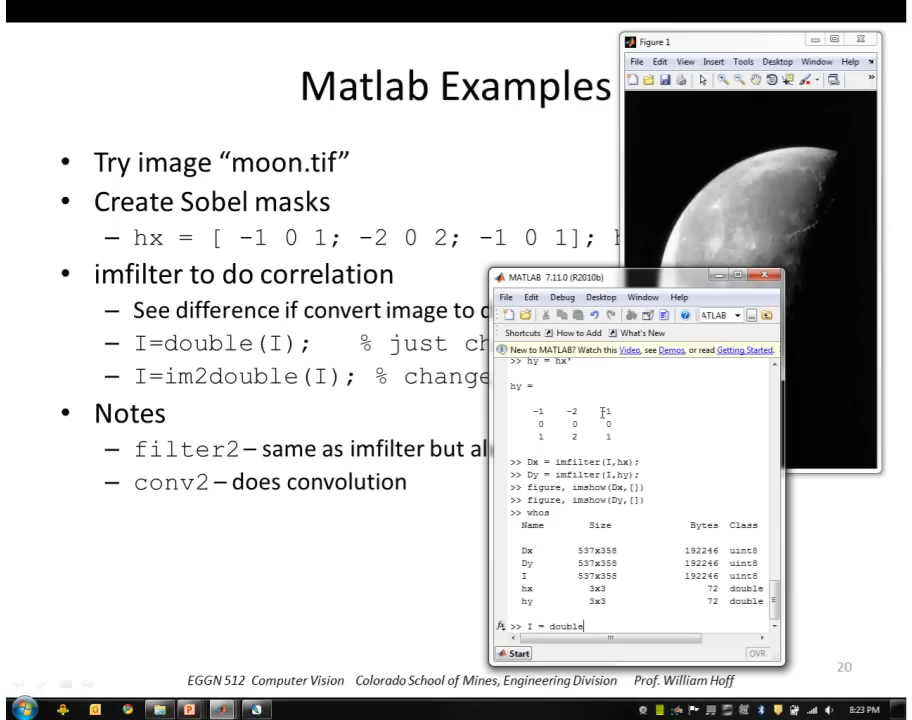 Matlab Examples
• Try image “moon.tif”
• Create Sobel masks
– hx = [ -1 0 1; -2 0 2; -1 0 1];
• imfilter to do correlation
– See difference if convert image to
– I=double(I); % just
– I=im2double(I); % change
• Notes
– filter2 – same as imfilter but
– conv2 – does convolution
EGGN 512 Computer Vision Colorado School of Mines, Engineering Division Prof. William Hoff
20
Figure 1
File Edit View Insert Tools Desktop Window Help
MATLAB 7.11.0 (R2010b)
File Edit Debug Desktop Window Help
ATLAB
Shortcuts How to Add What's New
New to MATLAB? Watch this Video, see Demos, or read Getting Started.
>> hy = hx'
hy =
-1 -2 -1
0 0 0
1 2 1
>> Dx = imfilter(I,hx);
>> Dy = imfilter(I,hy);
>> figure, imshow(Dx,[])
>> figure, imshow(Dy,[])
>> whos
Name Size Bytes Class
Dx 537x358 192246 uint8
Dy 537x358 192246 uint8
I 537x358 192246 uint8
hx 3x3 72 double
hy 3x3 72 double
fx >> I = double
Start
OVR
8:23 PM